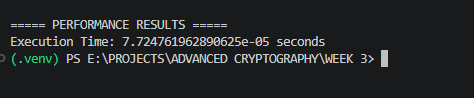 ===== PERFORMANCE RESULTS =====
Execution Time: 7.724761962890625e-05 seconds
(.venv) PS E:\PROJECTS\ADVANCED CRYPTOGRAPHY\WEEK 3>